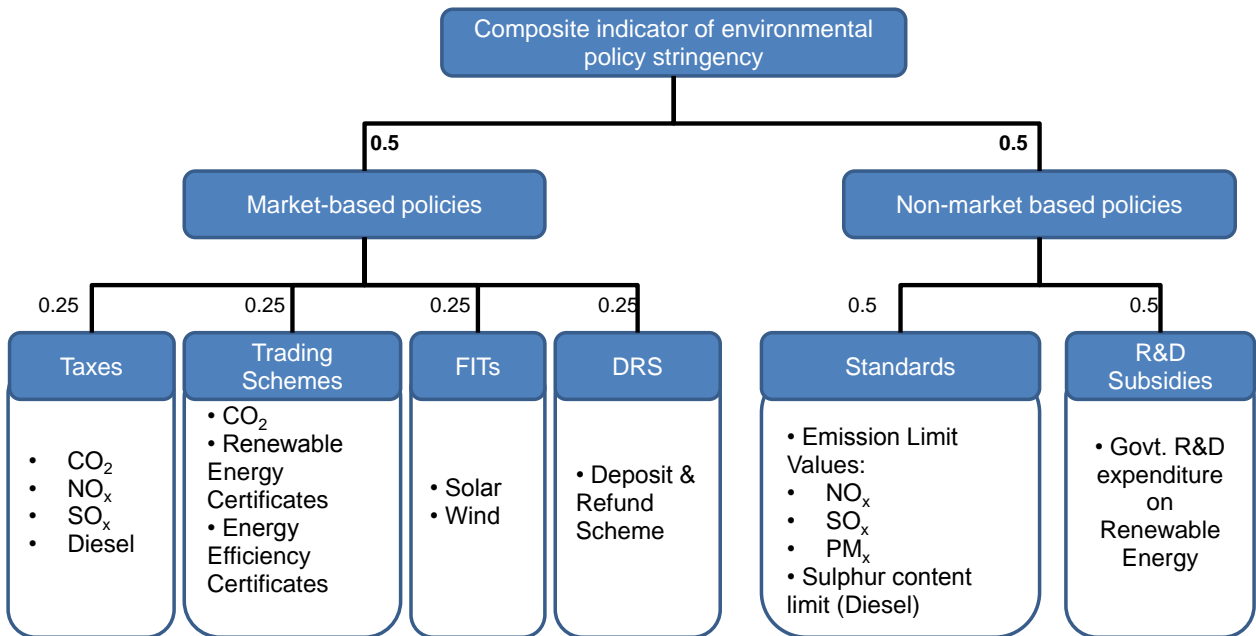 Composite indicator of environmental
policy stringency
0.5
0.5
Market-based policies
Non-market based policies
0.25
0.25
0.25
0.25
0.5
0.5
Taxes
• CO₂
• NOₓ
• SOₓ
• Diesel
Trading
Schemes
• CO₂
• Renewable
Energy
Certificates
• Energy
Efficiency
Certificates
FITs
• Solar
• Wind
DRS
• Deposit &
Refund
Scheme
Standards
• Emission Limit
Values:
• NOₓ
• SOₓ
• PMₓ
• Sulphur content
limit (Diesel)
R&D
Subsidies
• Govt. R&D
expenditure
on
Renewable
Energy